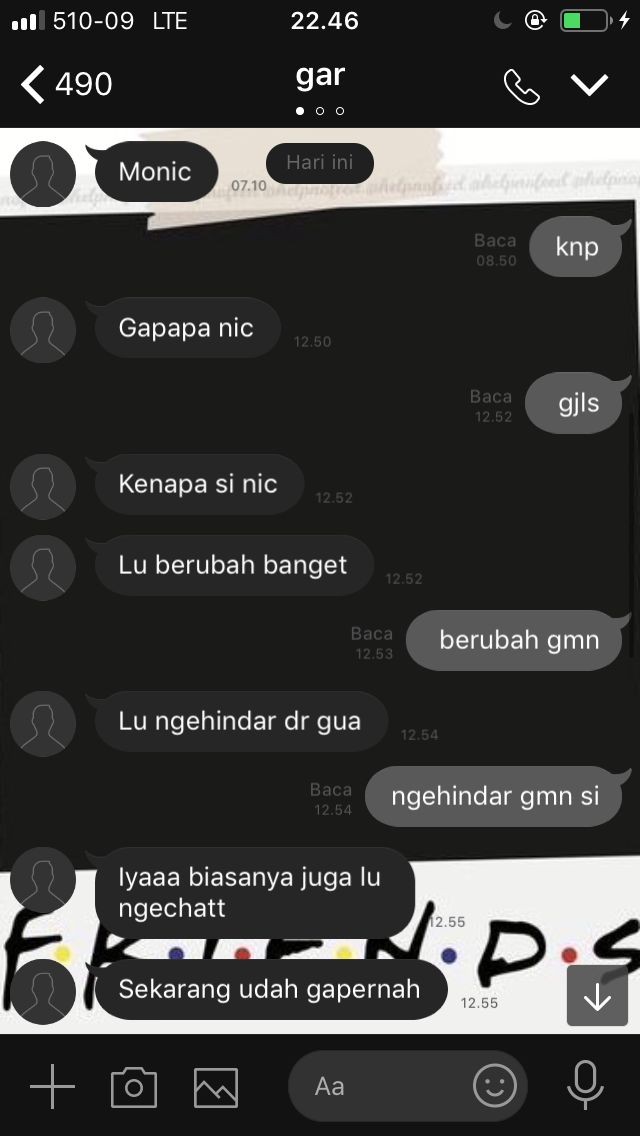 510-09 LTE 22.46
490 gar
Hari ini
Monic
07.10
Baca
08.50
knp
Gapapa nic
12.50
Baca
12.52
gjls
Kenapa si nic
12.52
Lu berubah banget
12.52
Baca
12.53
berubah gmn
Lu ngehindar dr gua
12.54
Baca
12.54
ngehindar gmn si
Iyaaa biasanya juga lu
ngechatt
12.55
F•R•I•E•N•D•S
Sekarang udah gapernah
12.55
Aa